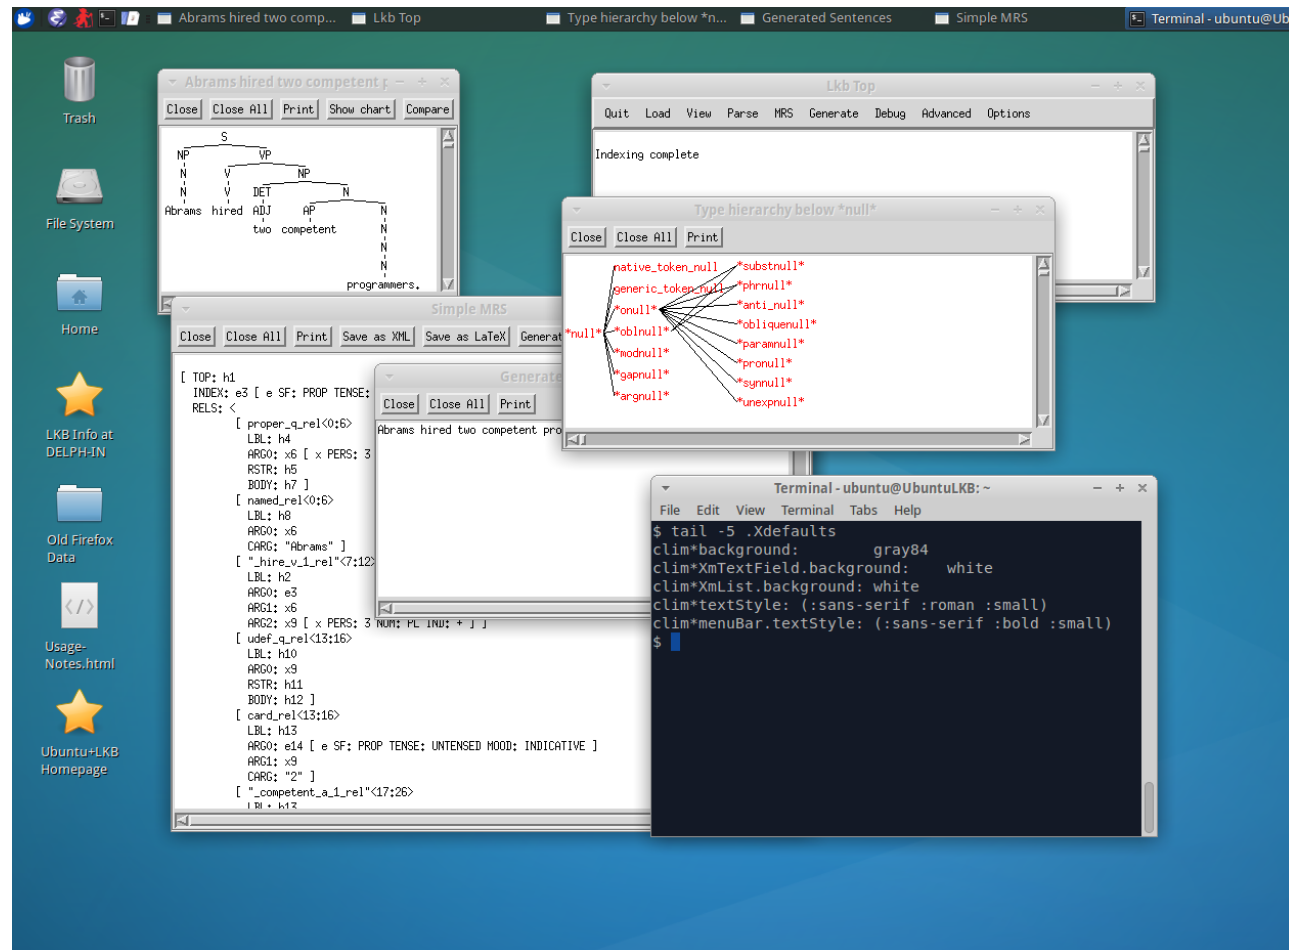 Abrams hired two comp...
Lkb Top
Type hierarchy below *n...
Generated Sentences
Simple MRS
Terminal - ubuntu@Ub
Trash
File System
Home
LKB Info at
DELPH-IN
Old Firefox
Data
Usage-
Notes.html
Ubuntu+LKB
Homepage
Abrams hired two competent p
Close Close All Print Show chart Compare
S
NP VP
N V NP
N V DET N
Abrams hired ADJ AP N
two competent N
N
N
programmers.
Lkb Top
Quit Load View Parse MRS Generate Debug Advanced Options
Indexing complete
Type hierarchy below *null*
Close Close All Print
native_token_null *substnull*
generic_token_null *phrnull*
*onull* *anti_null*
*null* *oblnull* *obliquenull*
*modnull* *paramnull*
*gapnull* *pronull*
*argnull* *synnull*
*unexpnull*
Simple MRS
Close Close All Print Save as XML Save as LaTeX Generat
[ TOP: h1
INDEX: e3 [ e SF: PROP TENSE:
RELS: <
[ proper_q_rel<0:6>
LBL: h4
ARG0: x6 [ x PERS: 3
RSTR: h5
BODY: h7 ]
[ named_rel<0:6>
LBL: h8
ARG0: x6
CARG: "Abrams" ]
[ "_hire_v_1_rel"<7:12>
LBL: h2
ARG0: e3
ARG1: x6
ARG2: x9 [ x PERS: 3 NUM: PL IND: + ] ]
[ udef_q_rel<13:16>
LBL: h10
ARG0: x9
RSTR: h11
BODY: h12 ]
[ card_rel<13:16>
LBL: h13
ARG0: e14 [ e SF: PROP TENSE: UNTENSED MOOD: INDICATIVE ]
ARG1: x9
CARG: "2" ]
[ "_competent_a_1_rel"<17:26>
LBL: h13
Generate
Close Close All Print
Abrams hired two competent pro
Terminal - ubuntu@UbuntuLKB: ~
File Edit View Terminal Tabs Help
$ tail -5 .Xdefaults
clim*background: gray84
clim*XmTextField.background: white
clim*XmList.background: white
clim*textStyle: (:sans-serif :roman :small)
clim*menuBar.textStyle: (:sans-serif :bold :small)
$